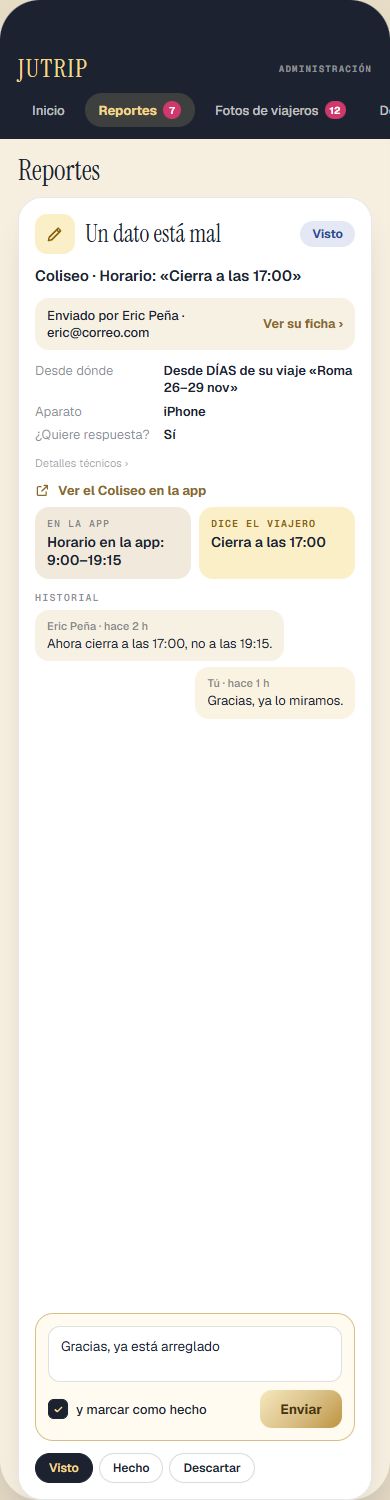 JUTRIP
ADMINISTRACIÓN
Inicio
Reportes 7
Fotos de viajeros 12
Reportes
Un dato está mal
Visto
Coliseo · Horario: «Cierra a las 17:00»
Enviado por Eric Peña ·
eric@correo.com
Ver su ficha ›
Desde dónde
Desde DÍAS de su viaje «Roma
26–29 nov»
Aparato
iPhone
¿Quiere respuesta?
Sí
Detalles técnicos ›
Ver el Coliseo en la app
EN LA APP
Horario en la app:
9:00–19:15
DICE EL VIAJERO
Cierra a las 17:00
HISTORIAL
Eric Peña · hace 2 h
Ahora cierra a las 17:00, no a las 19:15.
Tú · hace 1 h
Gracias, ya lo miramos.
Gracias, ya está arreglado
y marcar como hecho
Enviar
Visto
Hecho
Descartar